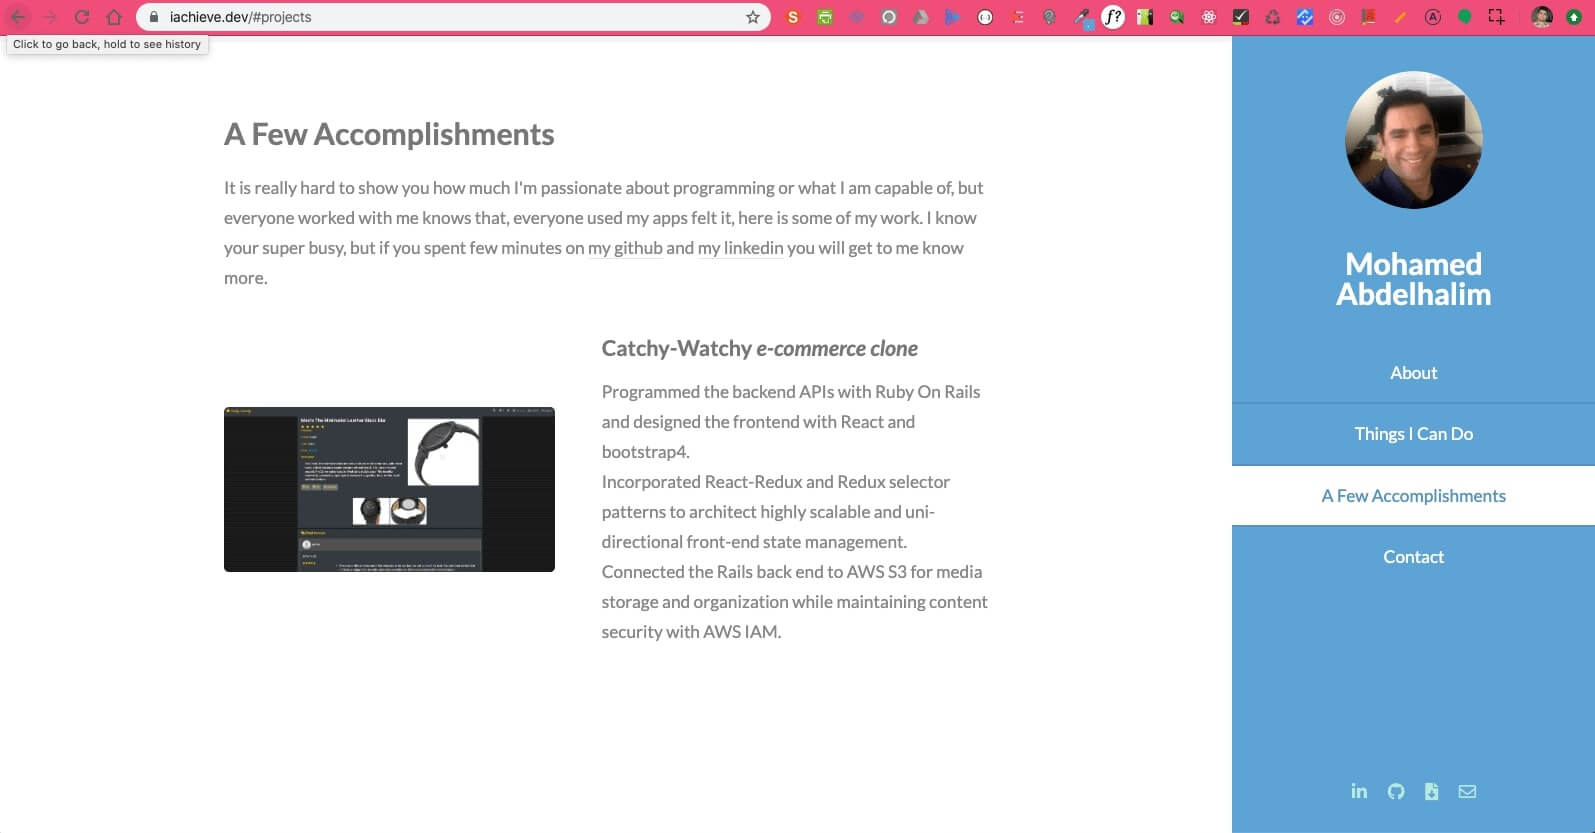 iachieve.dev/#projects
Click to go back, hold to see history
A Few Accomplishments
It is really hard to show you how much I'm passionate about programming or what I am capable of, but
everyone worked with me knows that, everyone used my apps felt it, here is some of my work. I know
your super busy, but if you spent few minutes on my github and my linkedin you will get to me know
more.
Catchy-Watchy e-commerce clone
Programmed the backend APIs with Ruby On Rails
and designed the frontend with React and
bootstrap4.
Incorporated React-Redux and Redux selector
patterns to architect highly scalable and uni-
directional front-end state management.
Connected the Rails back end to AWS S3 for media
storage and organization while maintaining content
security with AWS IAM.
Mohamed
Abdelhalim
About
Things I Can Do
A Few Accomplishments
Contact